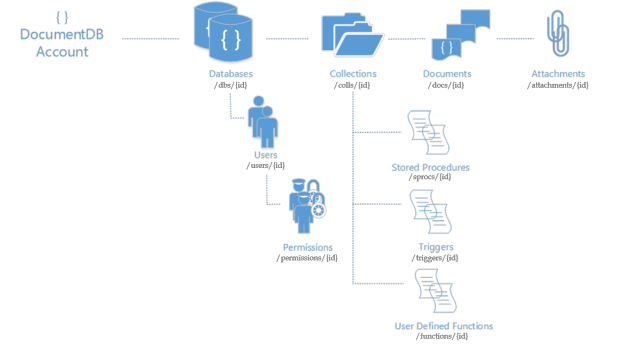 { }
DocumentDB
Account
{ }
{ }
Databases
/dbs/{id}
Collections
/colls/{id}
{ }
Documents
/docs/{id}
Attachments
/attachments/{id}
Users
/users/{id}
Stored Procedures
/sprocs/{id}
Permissions
/permissions/{id}
Triggers
/triggers/{id}
User Defined Functions
/functions/{id}